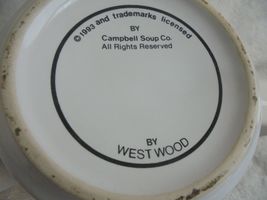 ©1993 and trademarks licensed
BY
Campbell Soup Co.
All Rights Reserved
BY
WESTWOOD